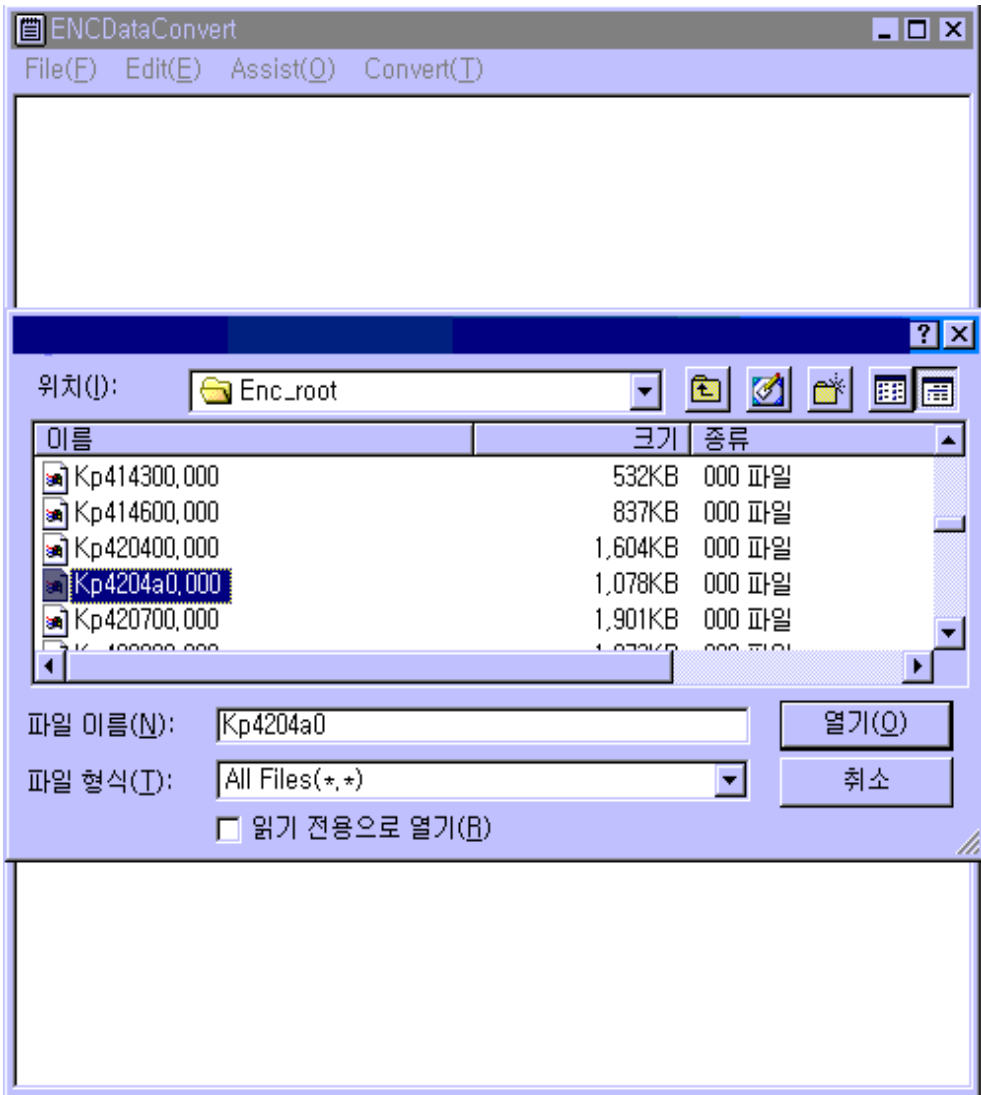 ENCDataConvert
File(F) Edit(E) Assist(O) Convert(T)
위치(I): Enc_root
이름 크기 종류
Kp414300,000 532KB 000 파일
Kp414600,000 837KB 000 파일
Kp420400,000 1,604KB 000 파일
Kp4204a0,000 1,078KB 000 파일
Kp420700,000 1,901KB 000 파일
파일 이름(N): Kp4204a0 열기(O)
파일 형식(T): All Files(*,*) 취소
읽기 전용으로 열기(R)